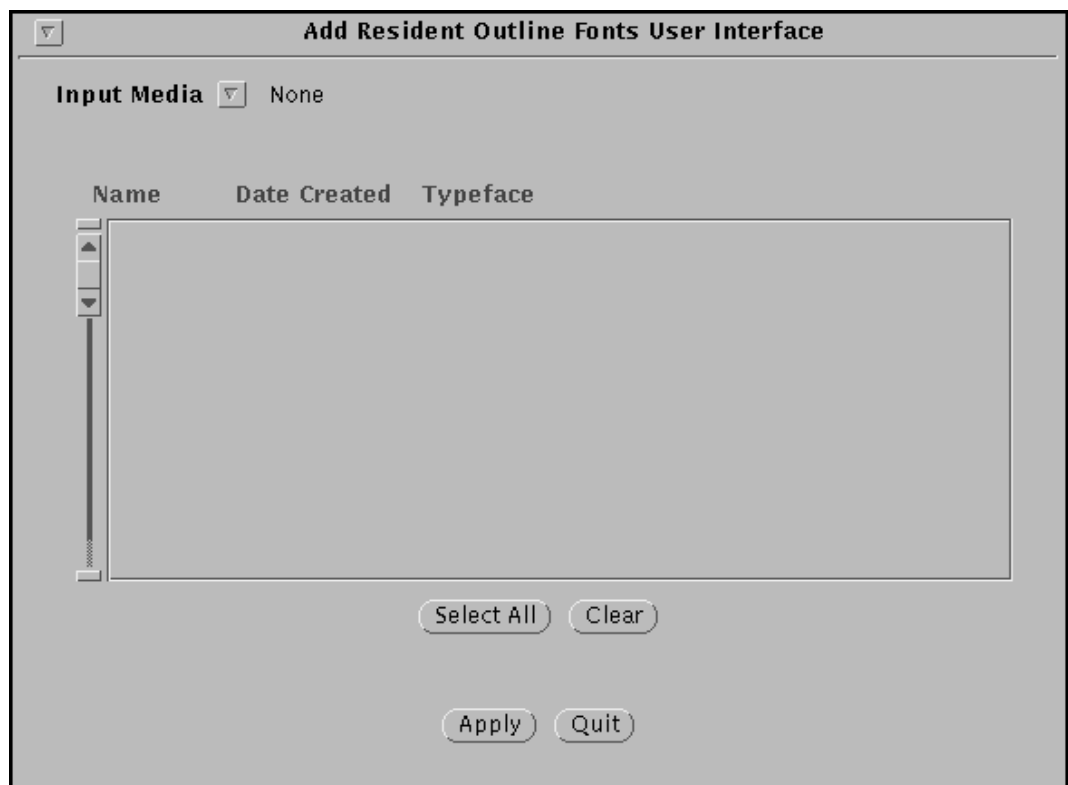 Add Resident Outline Fonts User Interface
Input Media None
Name Date Created Typeface
Select All Clear
Apply Quit